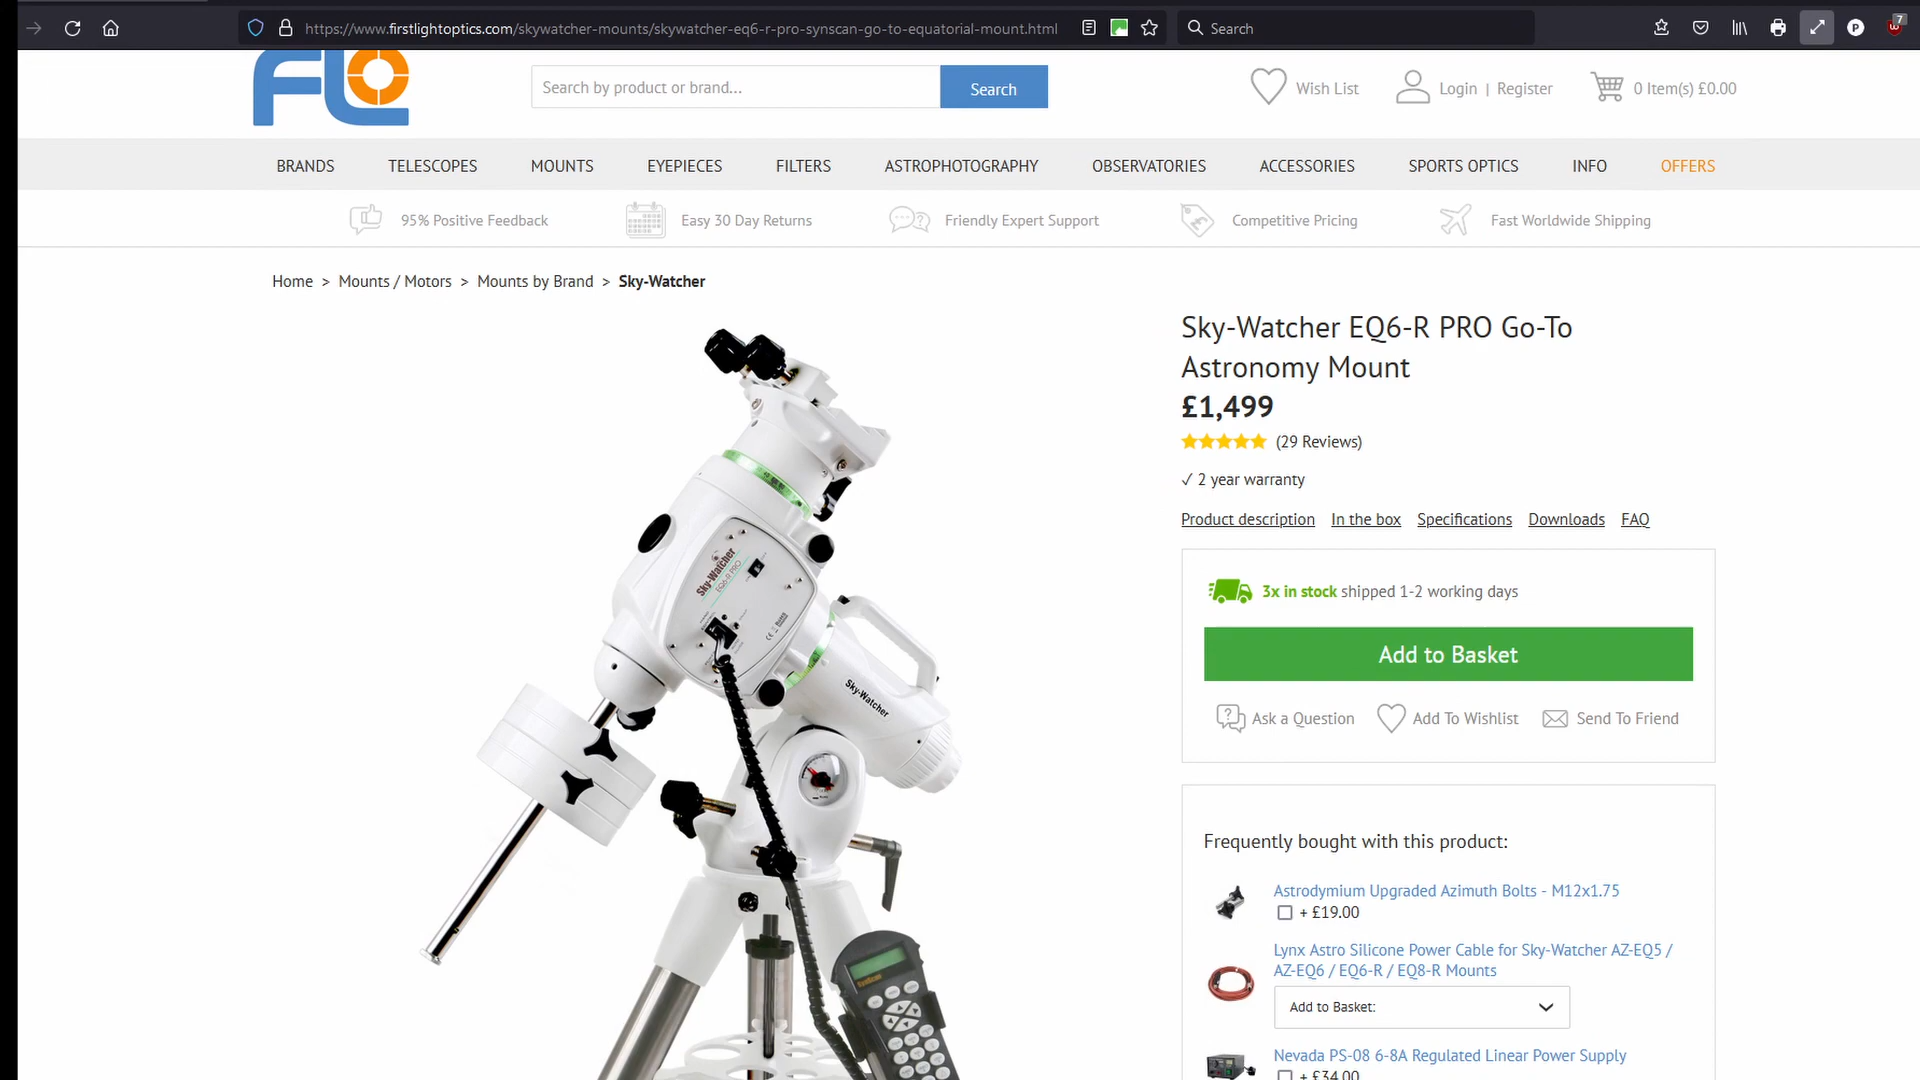 https://www.firstlightoptics.com/skywatcher-mounts/skywatcher-eq6-r-pro-synscan-go-to-equatorial-mount.html
Search
7
FLO
Search by product or brand...
Search
Wish List
Login | Register
0 Item(s) £0.00
BRANDS
TELESCOPES
MOUNTS
EYEPIECES
FILTERS
ASTROPHOTOGRAPHY
OBSERVATORIES
ACCESSORIES
SPORTS OPTICS
INFO
OFFERS
95% Positive Feedback
Easy 30 Day Returns
Friendly Expert Support
Competitive Pricing
Fast Worldwide Shipping
Home > Mounts / Motors > Mounts by Brand > Sky-Watcher
Sky-Watcher EQ6-R PRO Go-To
Astronomy Mount
£1,499
(29 Reviews)
✓ 2 year warranty
Product description
In the box
Specifications
Downloads
FAQ
3x in stock shipped 1-2 working days
Add to Basket
Ask a Question
Add To Wishlist
Send To Friend
Frequently bought with this product:
Astrodymium Upgraded Azimuth Bolts - M12x1.75
+ £19.00
Lynx Astro Silicone Power Cable for Sky-Watcher AZ-EQ5 /
AZ-EQ6 / EQ6-R / EQ8-R Mounts
Add to Basket:
Nevada PS-08 6-8A Regulated Linear Power Supply
+ £34.00
Sky-Watcher
EQ6-R PRO
Sky-Watcher